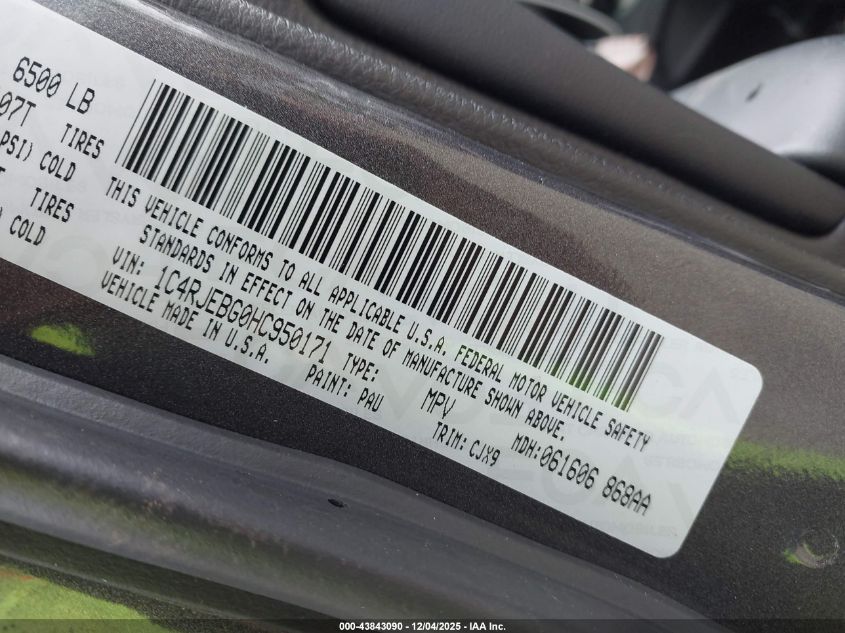 6500 LB
07T TIRES
PSI) COLD
T TIRES
) COLD
THIS VEHICLE CONFORMS TO ALL APPLICABLE U.S.A. FEDERAL MOTOR VEHICLE SAFETY
STANDARDS IN EFFECT ON THE DATE OF MANUFACTURE SHOWN ABOVE.
VIN: 1C4RJEBG0HC950171 TYPE: MPV MDH:061606 868AA
VEHICLE MADE IN U.S.A. PAINT: PAU TRIM: CJX9
000-43843090 - 12/04/2025 - IAA Inc.